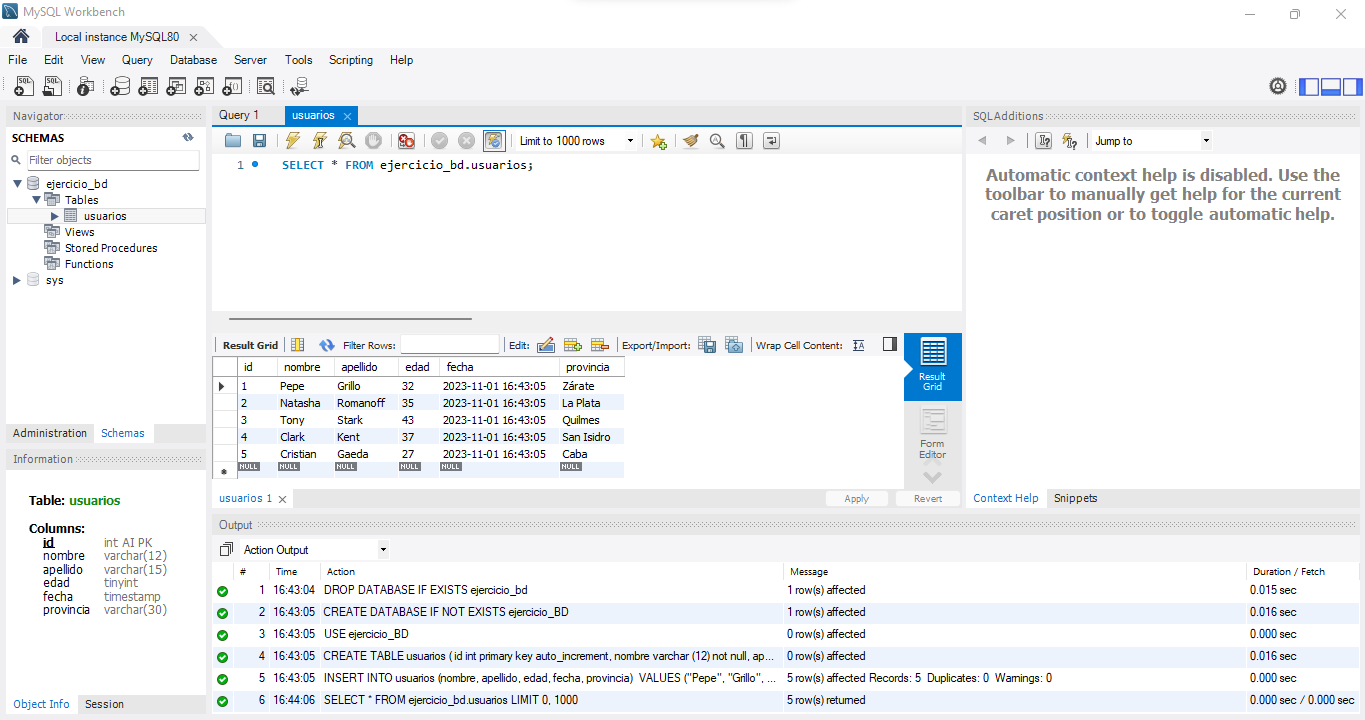 MySQL Workbench
Local instance MySQL80
File Edit View Query Database Server Tools Scripting Help
Navigator
SCHEMAS
Filter objects
ejercicio_bd
Tables
usuarios
Views
Stored Procedures
Functions
sys
Administration Schemas
Information
Table: usuarios
Columns:
id int AI PK
nombre varchar(12)
apellido varchar(15)
edad tinyint
fecha timestamp
provincia varchar(30)
Object Info Session
Query 1 usuarios
Limit to 1000 rows
1 SELECT * FROM ejercicio_bd.usuarios;
Result Grid Filter Rows: Edit: Export/Import: Wrap Cell Content:
id nombre apellido edad fecha provincia
1 Pepe Grillo 32 2023-11-01 16:43:05 Zárate
2 Natasha Romanoff 35 2023-11-01 16:43:05 La Plata
3 Tony Stark 43 2023-11-01 16:43:05 Quilmes
4 Clark Kent 37 2023-11-01 16:43:05 San Isidro
5 Cristian Gaeda 27 2023-11-01 16:43:05 Caba
NULL NULL NULL NULL NULL NULL
Result
Grid
Form
Editor
usuarios 1 Apply Revert
SQLAdditions
Jump to
Automatic context help is disabled. Use the
toolbar to manually get help for the current
caret position or to toggle automatic help.
Context Help Snippets
Output
Action Output
# Time Action Message Duration / Fetch
1 16:43:04 DROP DATABASE IF EXISTS ejercicio_bd 1 row(s) affected 0.015 sec
2 16:43:05 CREATE DATABASE IF NOT EXISTS ejercicio_BD 1 row(s) affected 0.016 sec
3 16:43:05 USE ejercicio_BD 0 row(s) affected 0.000 sec
4 16:43:05 CREATE TABLE usuarios ( id int primary key auto_increment, nombre varchar (12) not null, ap... 0 row(s) affected 0.016 sec
5 16:43:05 INSERT INTO usuarios (nombre, apellido, edad, fecha, provincia) VALUES ("Pepe", "Grillo", ... 5 row(s) affected Records: 5 Duplicates: 0 Warnings: 0 0.000 sec
6 16:44:06 SELECT * FROM ejercicio_bd.usuarios LIMIT 0, 1000 5 row(s) returned 0.000 sec / 0.000 sec